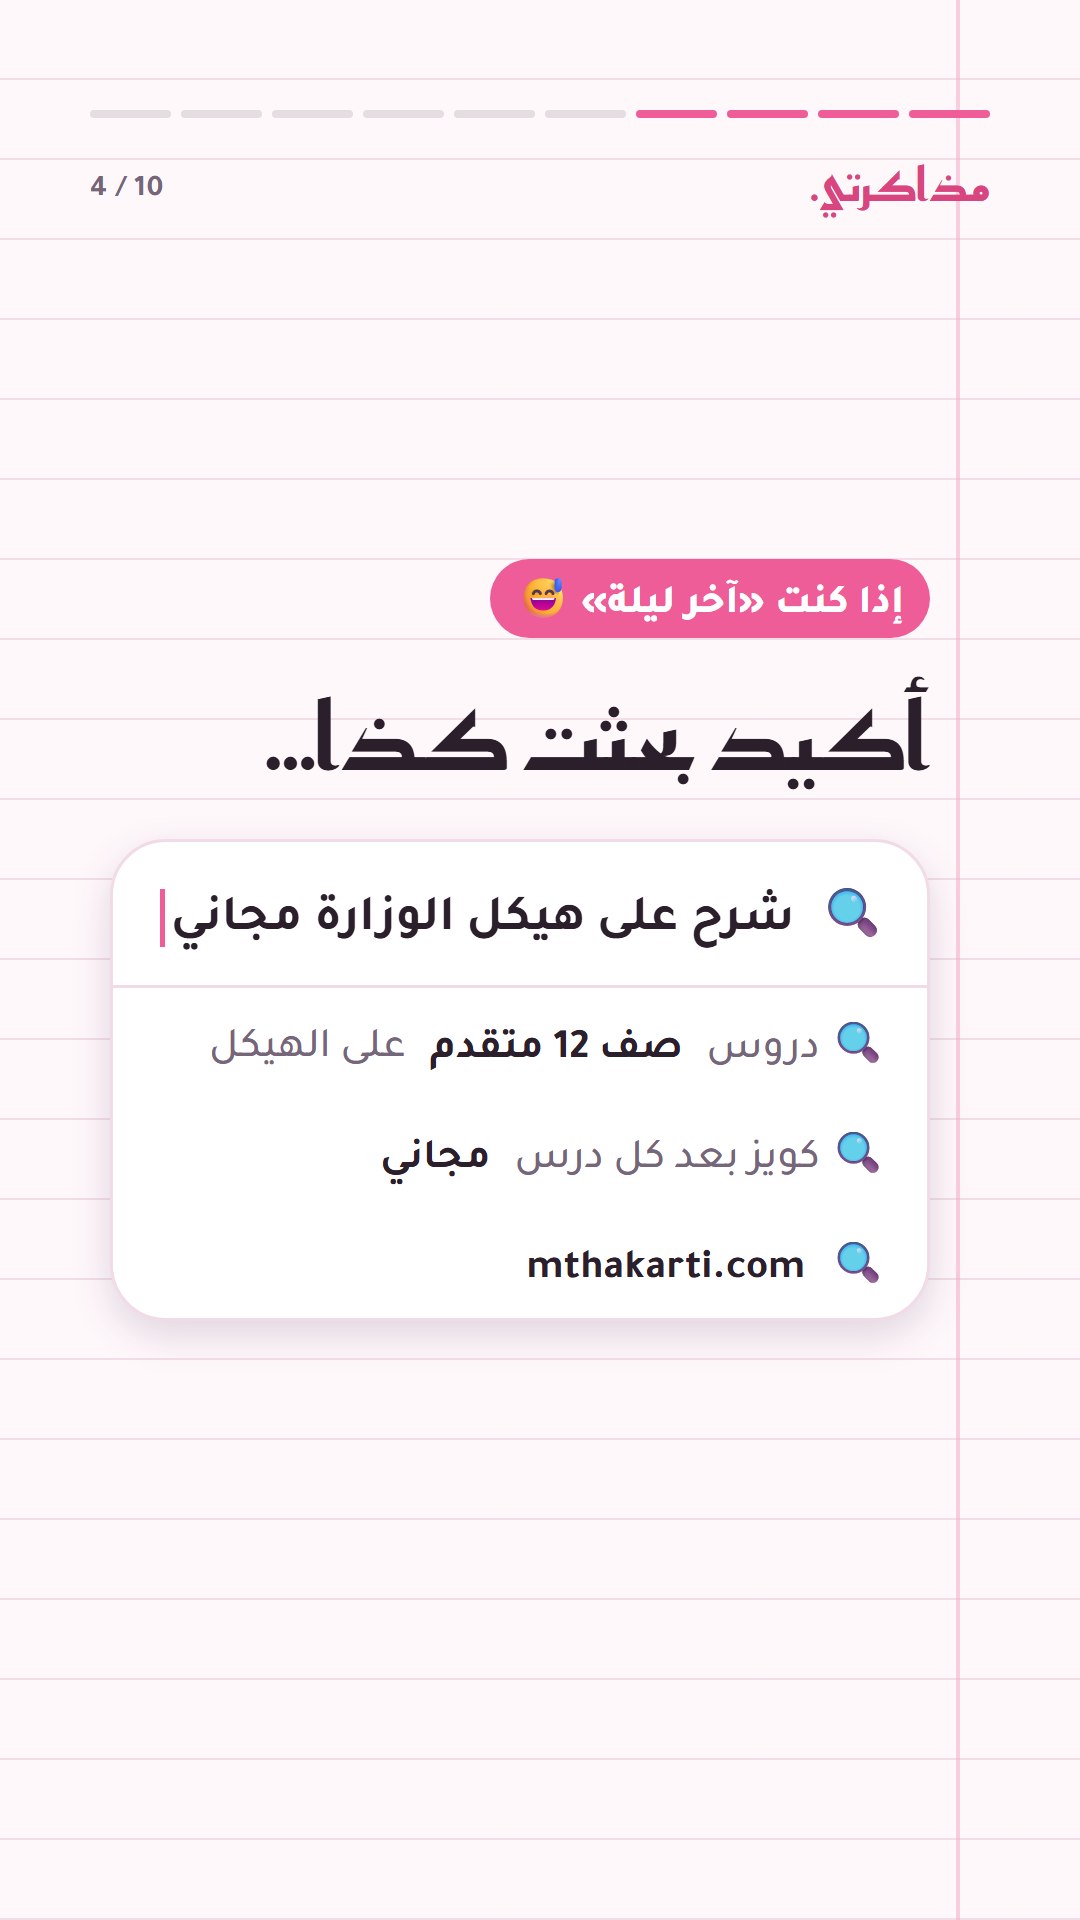 مذاكرتي.
4 / 10
إذا كنت «آخر ليلة» 😅
أكيد بعثت كذا...
شرح على هيكل الوزارة مجاني
دروس صف 12 متقدم على الهيكل
كويز بعد كل درس مجاني
mthakarti.com